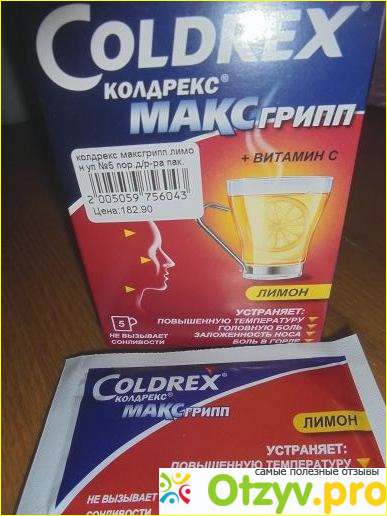 COLDREX®
КОЛДРЕКС®
МАКСГРИПП
+ ВИТАМИН С
колдрекс максгрипп лимо
н уп №5 пор.д/р-ра пак.
2 005059 756043
Цена:182.90
ЛИМОН
5
НЕ ВЫЗЫВАЕТ
СОНЛИВОСТИ
УСТРАНЯЕТ:
ПОВЫШЕННУЮ ТЕМПЕРАТУРУ
ГОЛОВНУЮ БОЛЬ
ЗАЛОЖЕННОСТЬ НОСА
БОЛЬ В ГОРЛЕ
COLDREX®
КОЛДРЕКС®
МАКСГРИПП
ЛИМОН
УСТРАНЯЕТ:
ПОВЫШЕННУЮ ТЕМПЕРАТУРУ
НЕ ВЫЗЫВАЕТ
СОНЛИВОСТИ
самые полезные отзывы
Otzyv.pro